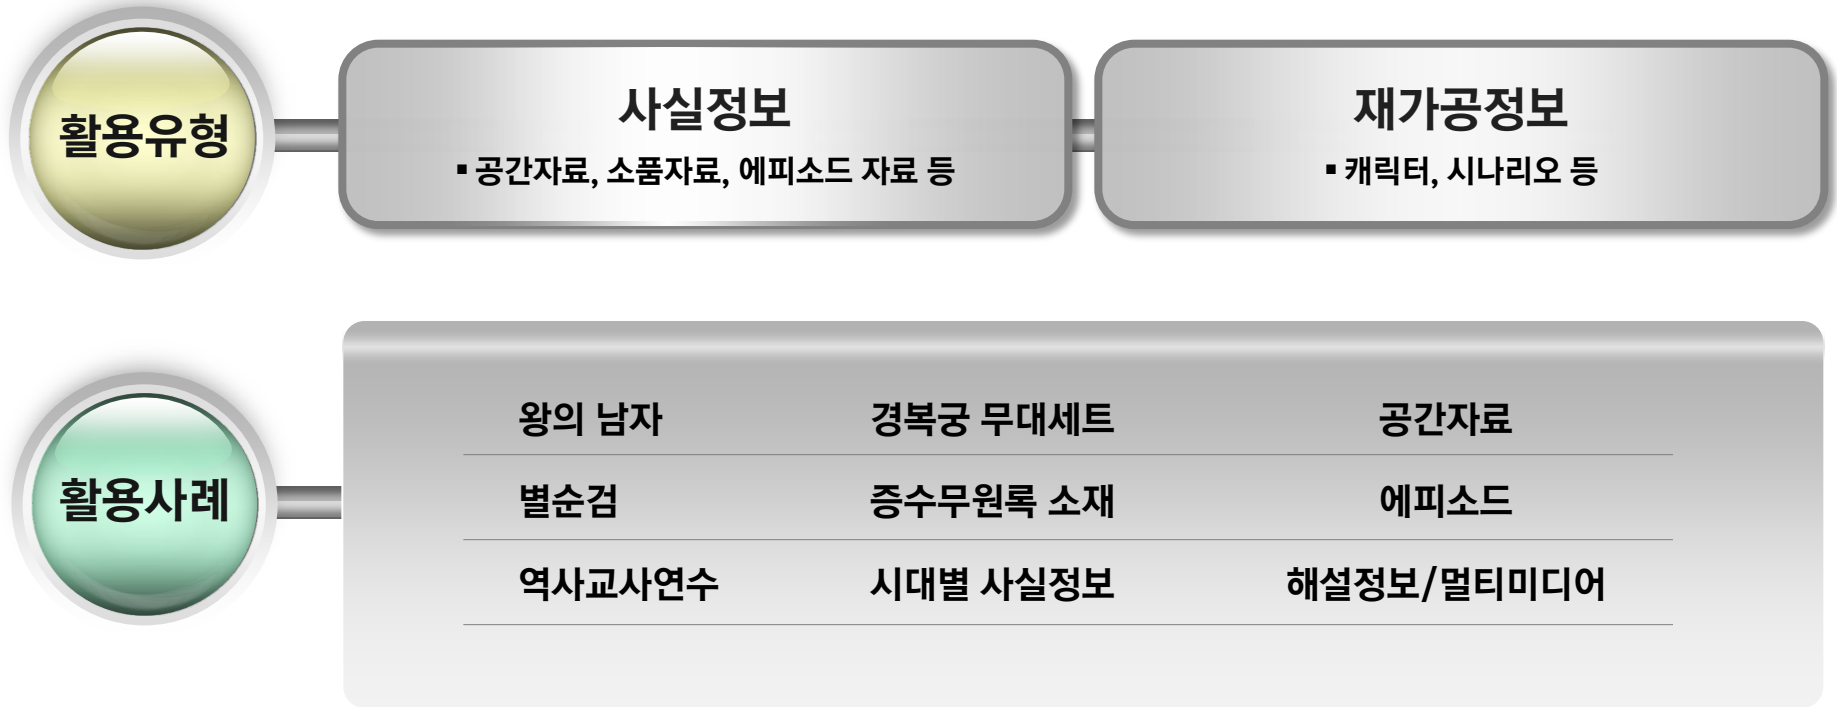 활용유형
사실정보
▪ 공간자료, 소품자료, 에피소드 자료 등
재가공정보
▪ 캐릭터, 시나리오 등
활용사례
왕의 남자 경복궁 무대세트 공간자료
별순검 증수무원록 소재 에피소드
역사교사연수 시대별 사실정보 해설정보/멀티미디어